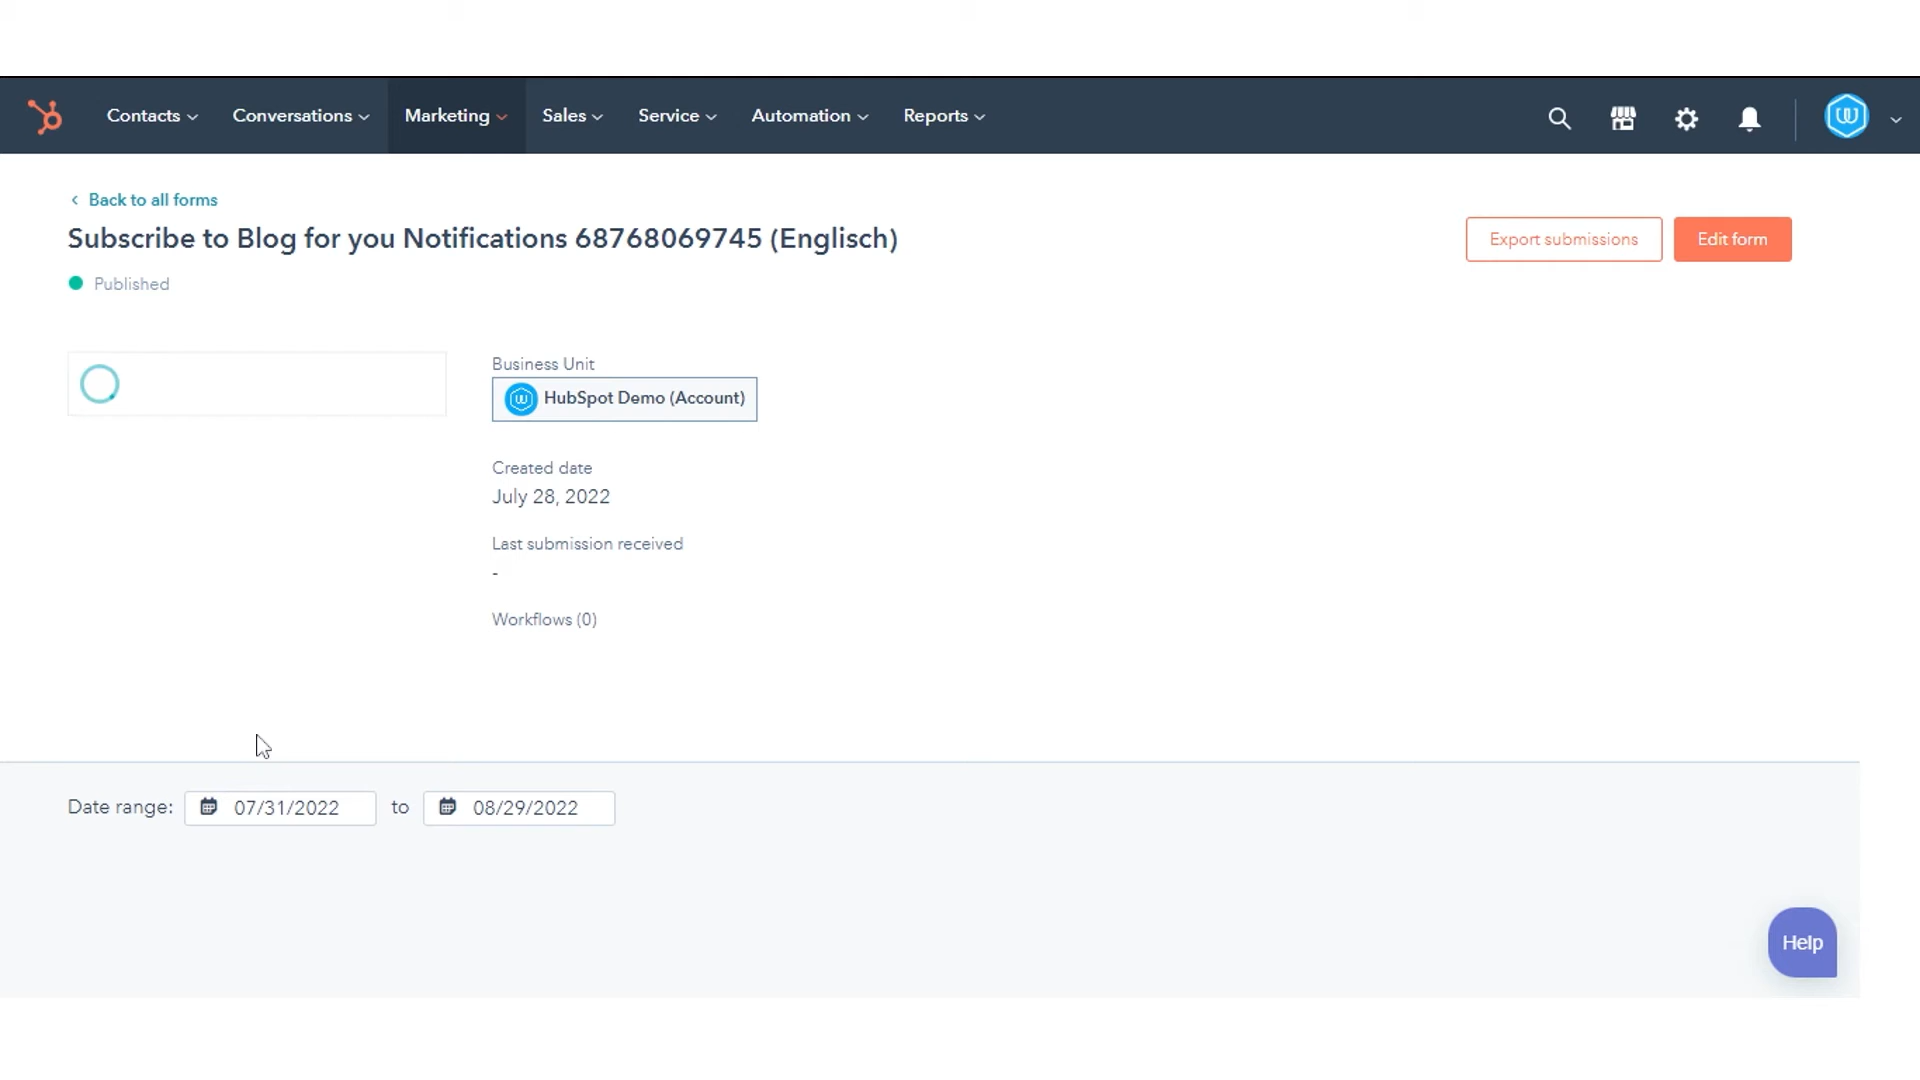 Contacts Conversations Marketing Sales Service Automation Reports
Back to all forms
Subscribe to Blog for you Notifications 68768069745 (Englisch)
Export submissions Edit form
Published
Business Unit
HubSpot Demo (Account)
Created date
July 28, 2022
Last submission received
-
Workflows (0)
Date range: 07/31/2022 to 08/29/2022
Help